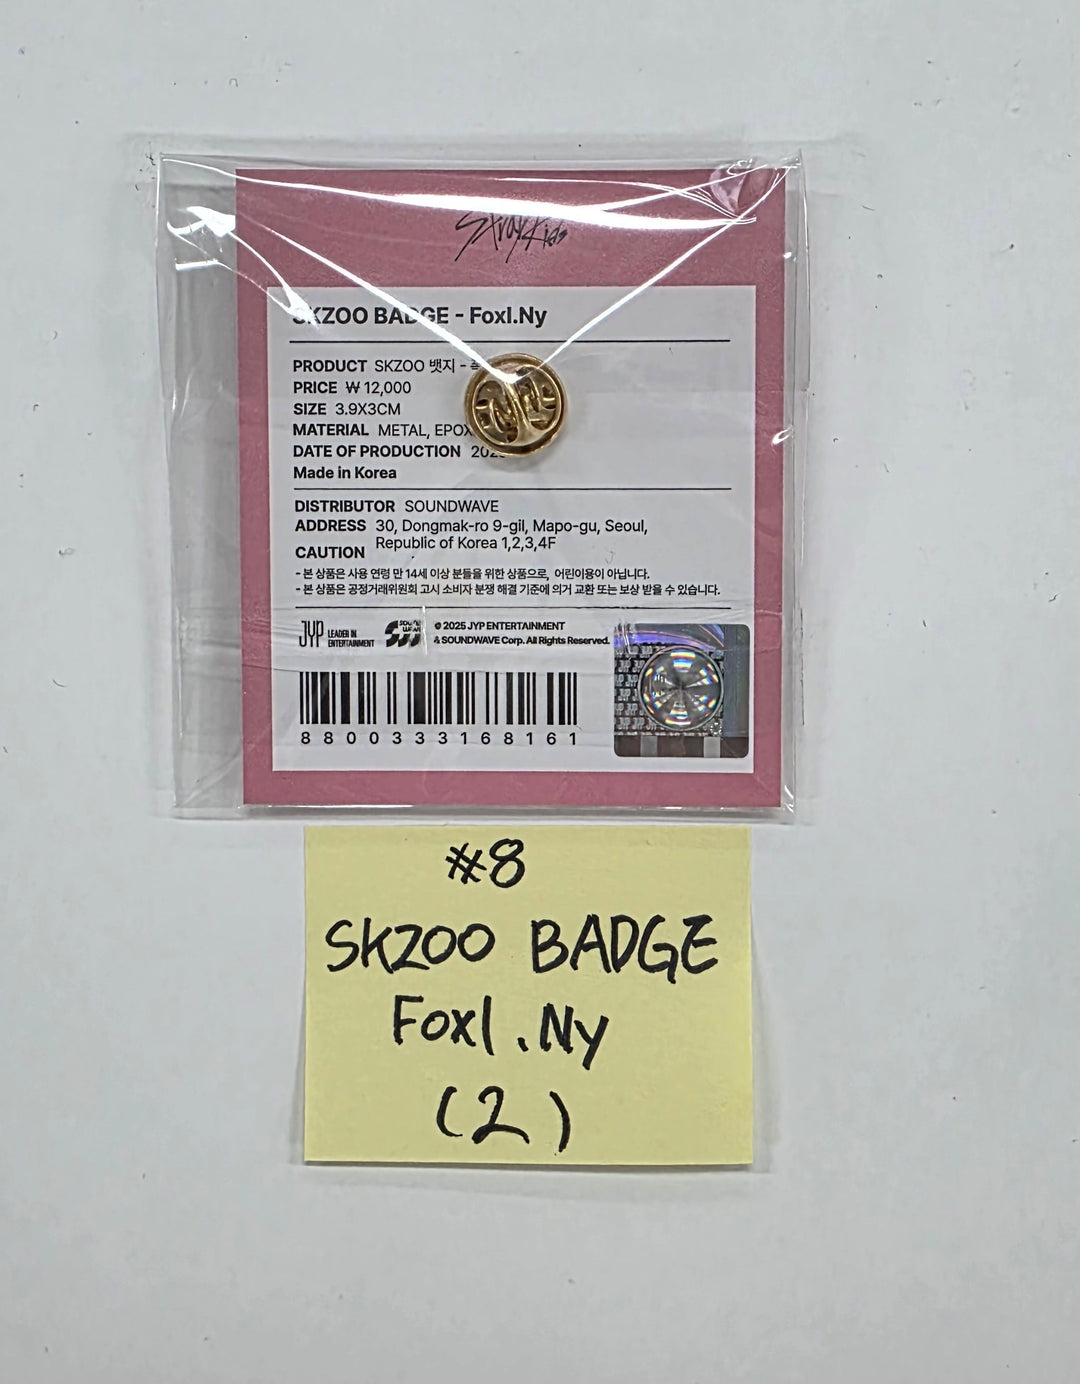 Stray Kids
SKZOO BADGE - FoxI.Ny
PRODUCT SKZOO 뱃지 -
PRICE ₩ 12,000
SIZE 3.9X3CM
MATERIAL METAL,
DATE OF PRODUCTION
Made in Korea
DISTRIBUTOR SOUNDWAVE
ADDRESS 30, Dongmak-ro 9-gil, Mapo-gu, Seoul,
Republic of Korea 1,2,3,4F
CAUTION
- 본 상품은 사용 연령 만 14세 이상 분들을 위한 상품으로, 어린이용이 아닙니다.
- 본 상품은 공정거래위원회 고시 소비자 분쟁 해결 기준에 의거 교환 또는 보상 받을 수 있습니다.
JYP LEADER IN ENTERTAINMENT
SOUND WAVE
© 2025 JYP ENTERTAINMENT
& SOUNDWAVE Corp. All Rights Reserved.
8800333168161
#8
SKZOO BADGE
FoxI.Ny
(2)